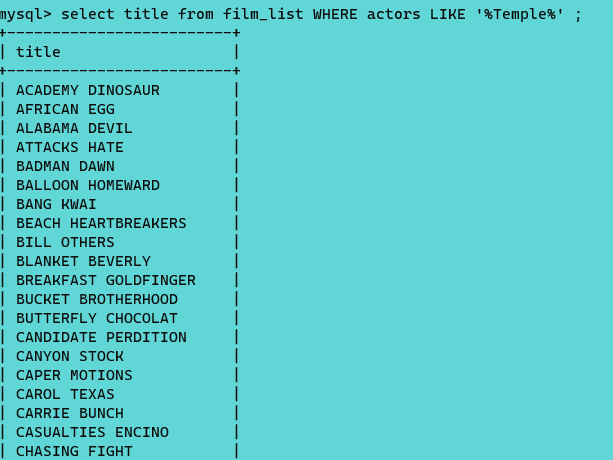 mysql> select title from film_list WHERE actors LIKE '%Temple%' ;
+-------------------------+
| title                   |
+-------------------------+
| ACADEMY DINOSAUR        |
| AFRICAN EGG             |
| ALABAMA DEVIL           |
| ATTACKS HATE            |
| BADMAN DAWN             |
| BALLOON HOMEWARD        |
| BANG KWAI               |
| BEACH HEARTBREAKERS     |
| BILL OTHERS             |
| BLANKET BEVERLY         |
| BREAKFAST GOLDFINGER    |
| BUCKET BROTHERHOOD      |
| BUTTERFLY CHOCOLAT      |
| CANDIDATE PERDITION     |
| CANYON STOCK            |
| CAPER MOTIONS           |
| CAROL TEXAS             |
| CARRIE BUNCH            |
| CASUALTIES ENCINO       |
| CHASING FIGHT           |